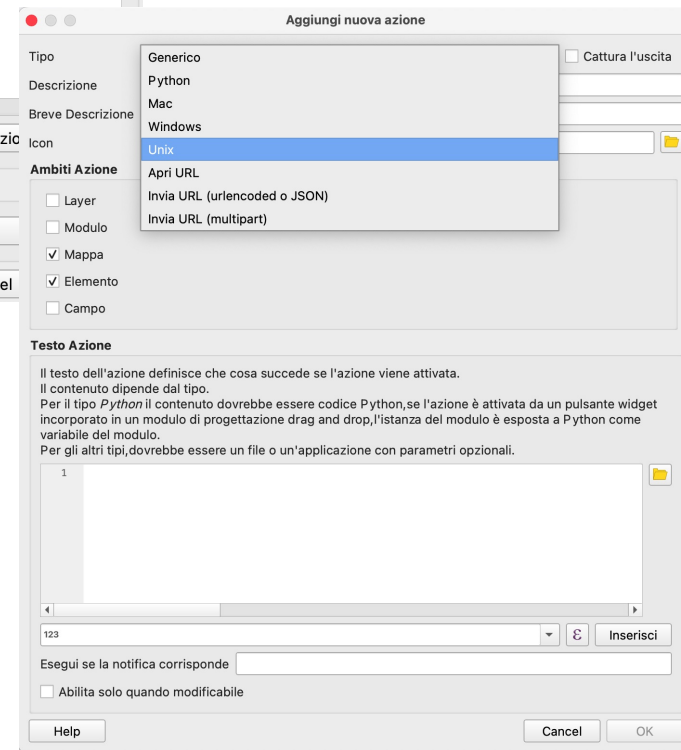 Aggiungi nuova azione
Tipo
Generico
Cattura l'uscita
Python
Descrizione
Mac
Breve Descrizione
Windows
zio
Icon
Unix
Ambiti Azione
Apri URL
Layer
Invia URL (urlencoded o JSON)
Modulo
Invia URL (multipart)
Mappa
el
Elemento
Campo
Testo Azione
Il testo dell'azione definisce che cosa succede se l'azione viene attivata.
Il contenuto dipende dal tipo.
Per il tipo Python il contenuto dovrebbe essere codice Python,se l'azione è attivata da un pulsante widget
incorporato in un modulo di progettazione drag and drop,l'istanza del modulo è esposta a Python come
variabile del modulo.
Per gli altri tipi,dovrebbe essere un file o un'applicazione con parametri opzionali.
1
123
ε
Inserisci
Esegui se la notifica corrisponde
Abilita solo quando modificabile
Help
Cancel
OK